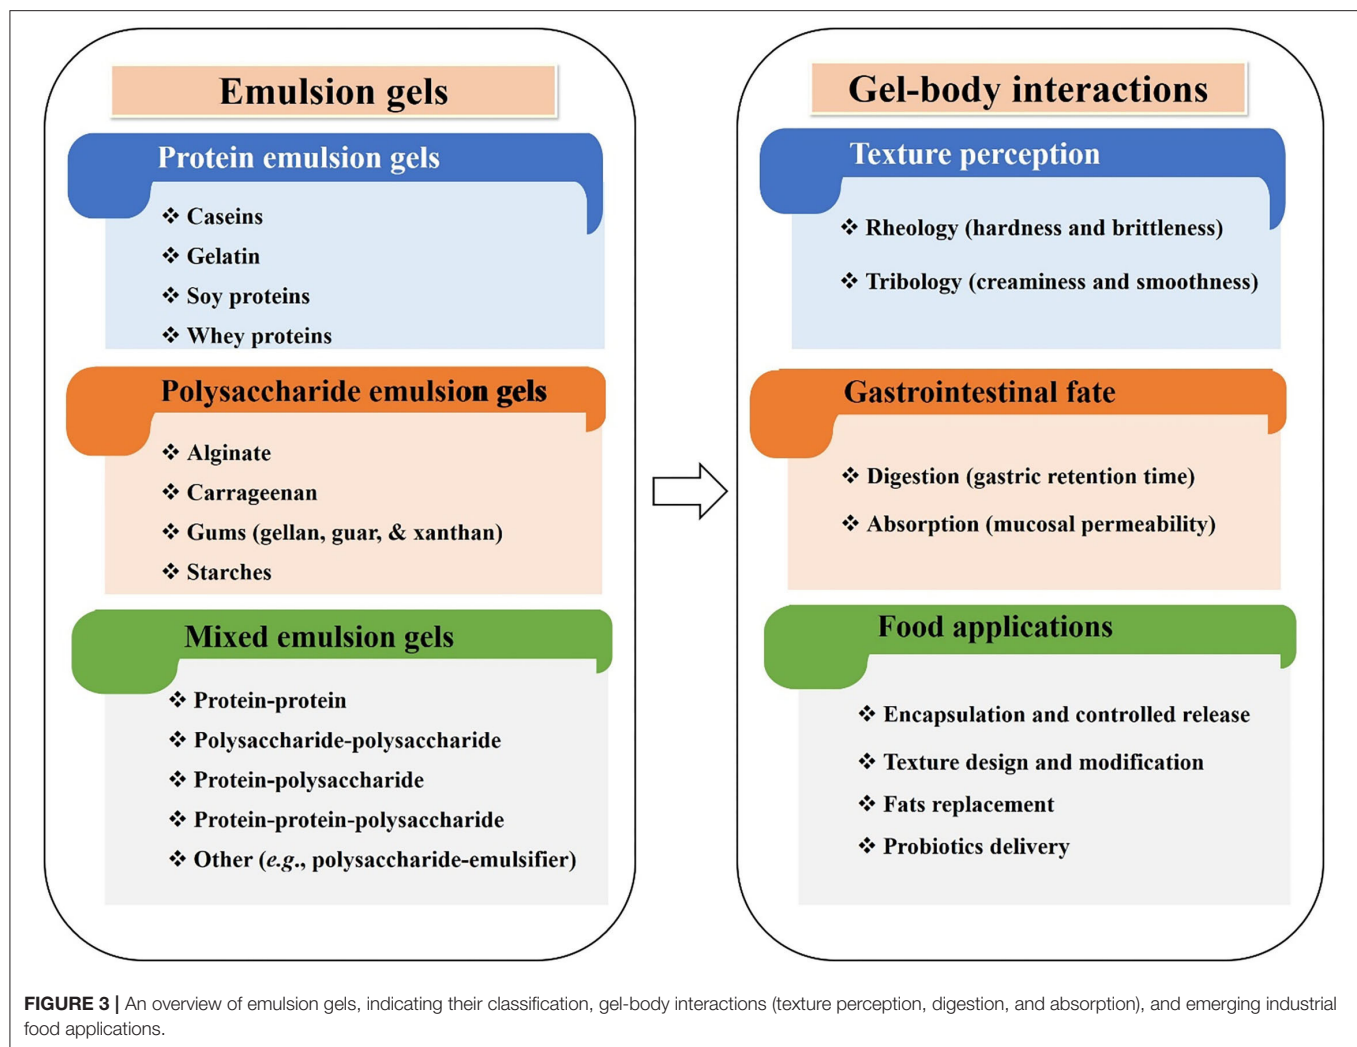 Emulsion gels
Protein emulsion gels
❖ Caseins
❖ Gelatin
❖ Soy proteins
❖ Whey proteins
Polysaccharide emulsion gels
❖ Alginate
❖ Carrageenan
❖ Gums (gellan, guar, & xanthan)
❖ Starches
Mixed emulsion gels
❖ Protein-protein
❖ Polysaccharide-polysaccharide
❖ Protein-polysaccharide
❖ Protein-protein-polysaccharide
❖ Other (e.g., polysaccharide-emulsifier)
Gel-body interactions
Texture perception
❖ Rheology (hardness and brittleness)
❖ Tribology (creaminess and smoothness)
Gastrointestinal fate
❖ Digestion (gastric retention time)
❖ Absorption (mucosal permeability)
Food applications
❖ Encapsulation and controlled release
❖ Texture design and modification
❖ Fats replacement
❖ Probiotics delivery
FIGURE 3 | An overview of emulsion gels, indicating their classification, gel-body interactions (texture perception, digestion, and absorption), and emerging industrial
food applications.